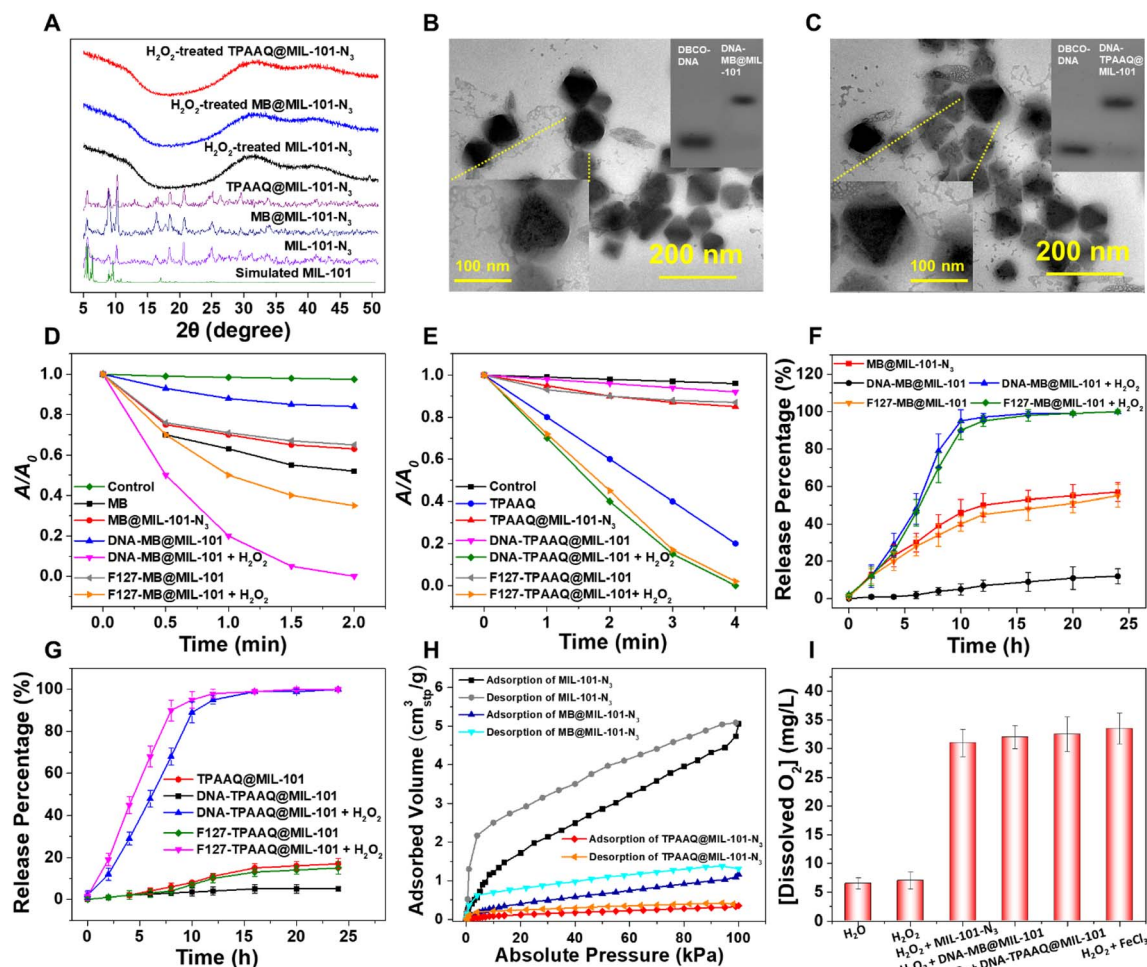 A
H₂O₂-treated TPAAQ@MIL-101-N₃
H₂O₂-treated MB@MIL-101-N₃
H₂O₂-treated MIL-101-N₃
TPAAQ@MIL-101-N₃
MB@MIL-101-N₃
MIL-101-N₃
Simulated MIL-101
5 10 15 20 25 30 35 40 45 50
2θ (degree)
B
DBCO-
DNA
DNA-
MB@MIL
-101
100 nm
200 nm
C
DBCO-
DNA
DNA-
TPAAQ@
MIL-101
100 nm
200 nm
D
A/A₀
1.0
0.8
0.6
0.4
0.2
0.0
Control
MB
MB@MIL-101-N₃
DNA-MB@MIL-101
DNA-MB@MIL-101 + H₂O₂
F127-MB@MIL-101
F127-MB@MIL-101 + H₂O₂
0.0 0.5 1.0 1.5 2.0
Time (min)
E
A/A₀
1.0
0.8
0.6
0.4
0.2
0.0
Control
TPAAQ
TPAAQ@MIL-101-N₃
DNA-TPAAQ@MIL-101
DNA-TPAAQ@MIL-101 + H₂O₂
F127-TPAAQ@MIL-101
F127-TPAAQ@MIL-101+ H₂O₂
0 1 2 3 4
Time (min)
F
Release Percentage (%)
MB@MIL-101-N₃
DNA-MB@MIL-101
DNA-MB@MIL-101 + H₂O₂
F127-MB@MIL-101
F127-MB@MIL-101 + H₂O₂
100
80
60
40
20
0
0 5 10 15 20 25
Time (h)
G
Release Percentage (%)
100
80
60
40
20
0
TPAAQ@MIL-101
DNA-TPAAQ@MIL-101
DNA-TPAAQ@MIL-101 + H₂O₂
F127-TPAAQ@MIL-101
F127-TPAAQ@MIL-101 + H₂O₂
0 5 10 15 20 25
Time (h)
H
Adsorbed Volume (cm³stp/g)
6
5
4
3
2
1
0
Adsorption of MIL-101-N₃
Desorption of MIL-101-N₃
Adsorption of MB@MIL-101-N₃
Desorption of MB@MIL-101-N₃
Adsorption of TPAAQ@MIL-101-N₃
Desorption of TPAAQ@MIL-101-N₃
0 20 40 60 80 100
Absolute Pressure (kPa)
I
[Dissolved O₂] (mg/L)
40
35
30
25
20
15
10
5
0
H₂O
H₂O₂
H₂O₂ + MIL-101-N₃
H₂O₂ + DNA-MB@MIL-101
+ DNA-TPAAQ@MIL-101
H₂O₂ + FeCl₃